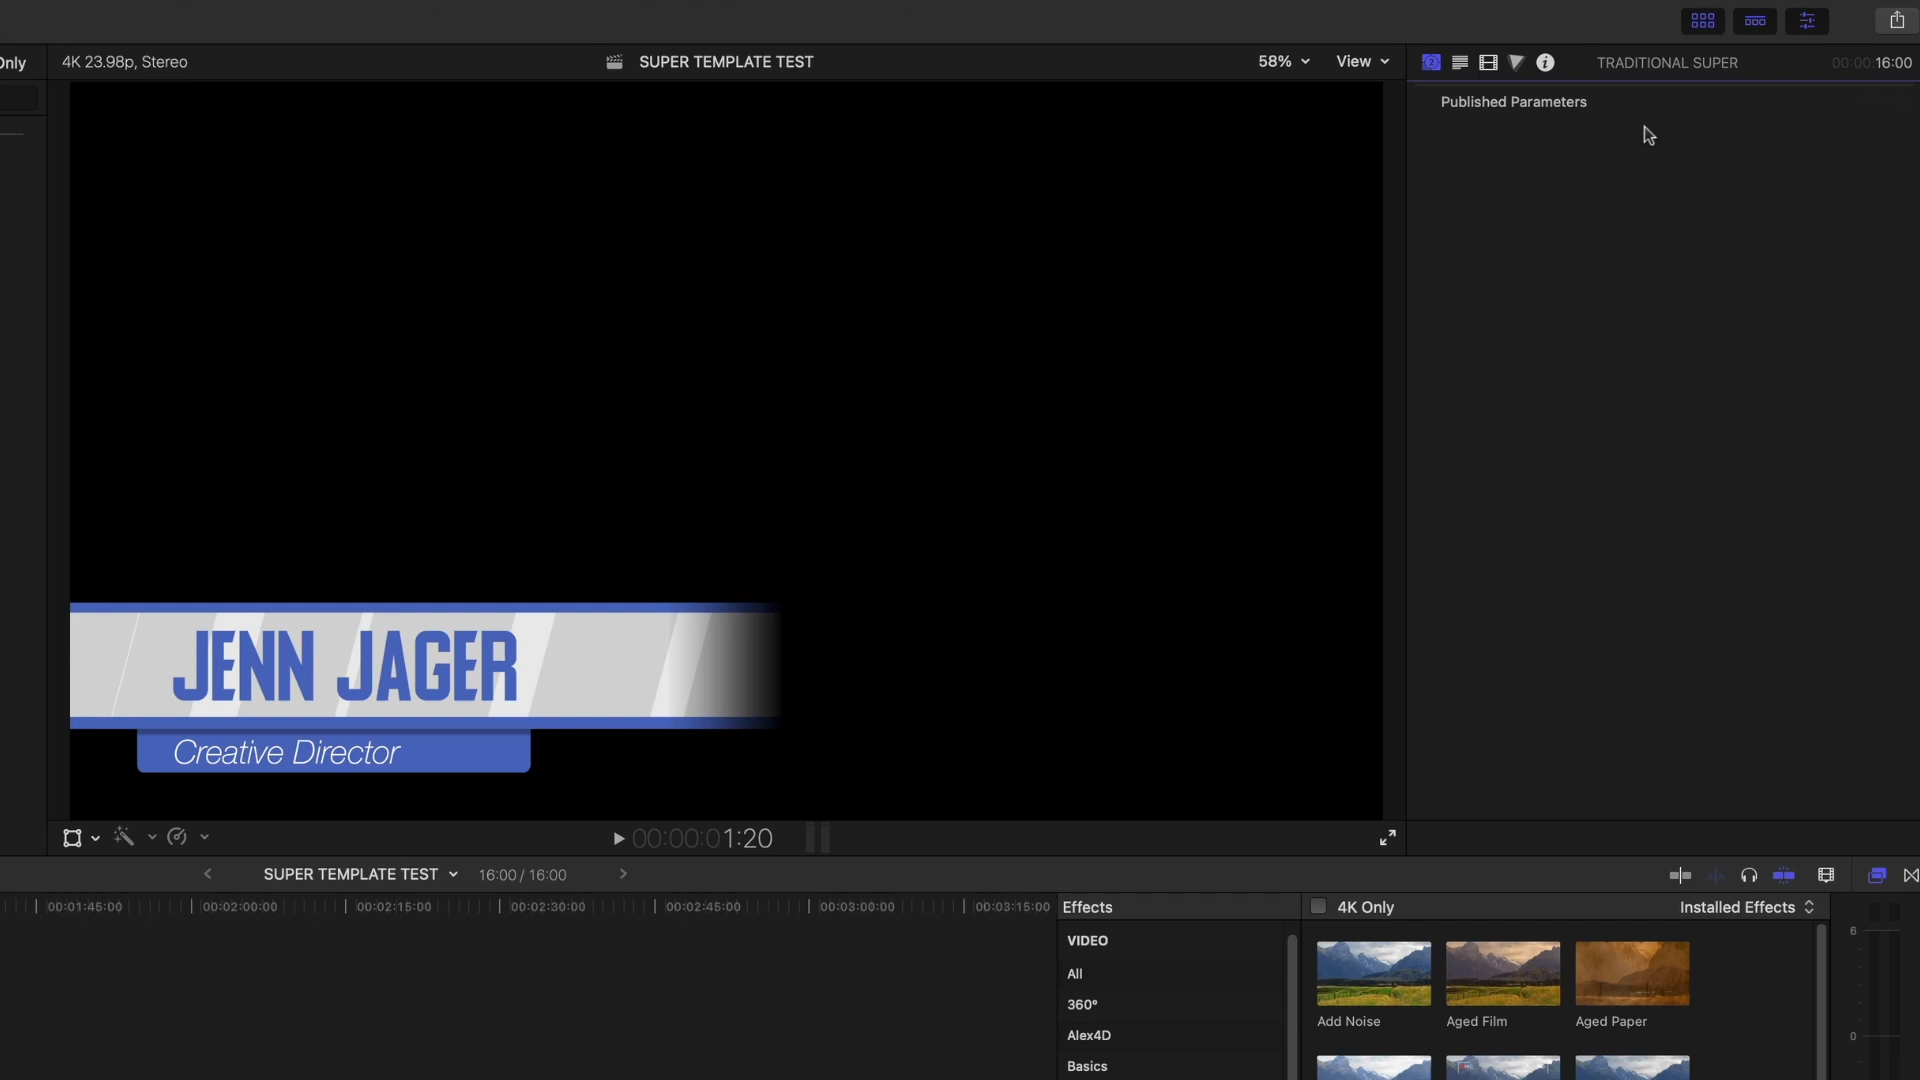 Only
4K 23.98p, Stereo
SUPER TEMPLATE TEST
58%
View
TRADITIONAL SUPER
00:00:16:00
Published Parameters
JENN JAGER
Creative Director
00:00:01:20
SUPER TEMPLATE TEST
16:00 / 16:00
00:01:45:00
00:02:00:00
00:02:15:00
00:02:30:00
00:02:45:00
00:03:00:00
00:03:15:00
Effects
4K Only
Installed Effects
VIDEO
All
360°
Alex4D
Basics
Add Noise
Aged Film
Aged Paper
6
0